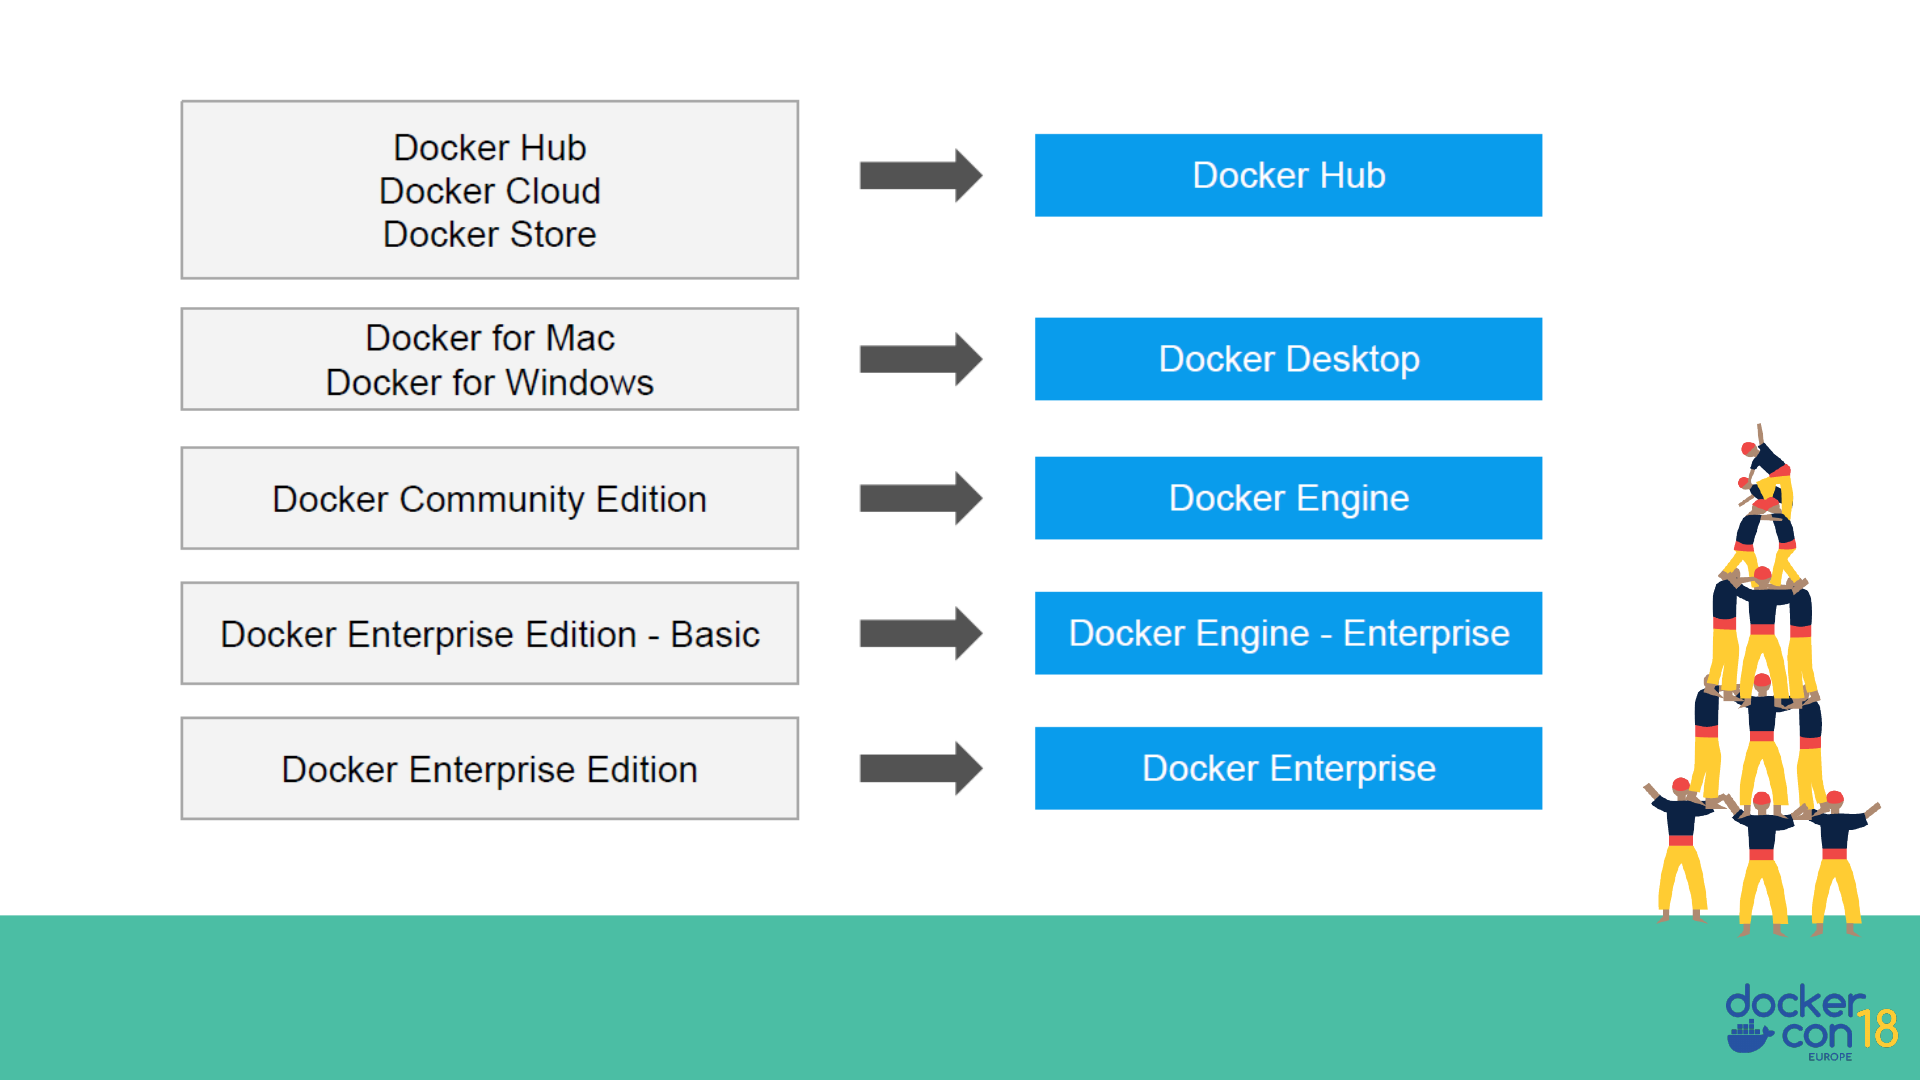 Docker Hub
Docker Cloud
Docker Store
Docker Hub
Docker for Mac
Docker for Windows
Docker Desktop
Docker Community Edition
Docker Engine
Docker Enterprise Edition - Basic
Docker Engine - Enterprise
Docker Enterprise Edition
Docker Enterprise
docker
con 18
EUROPE